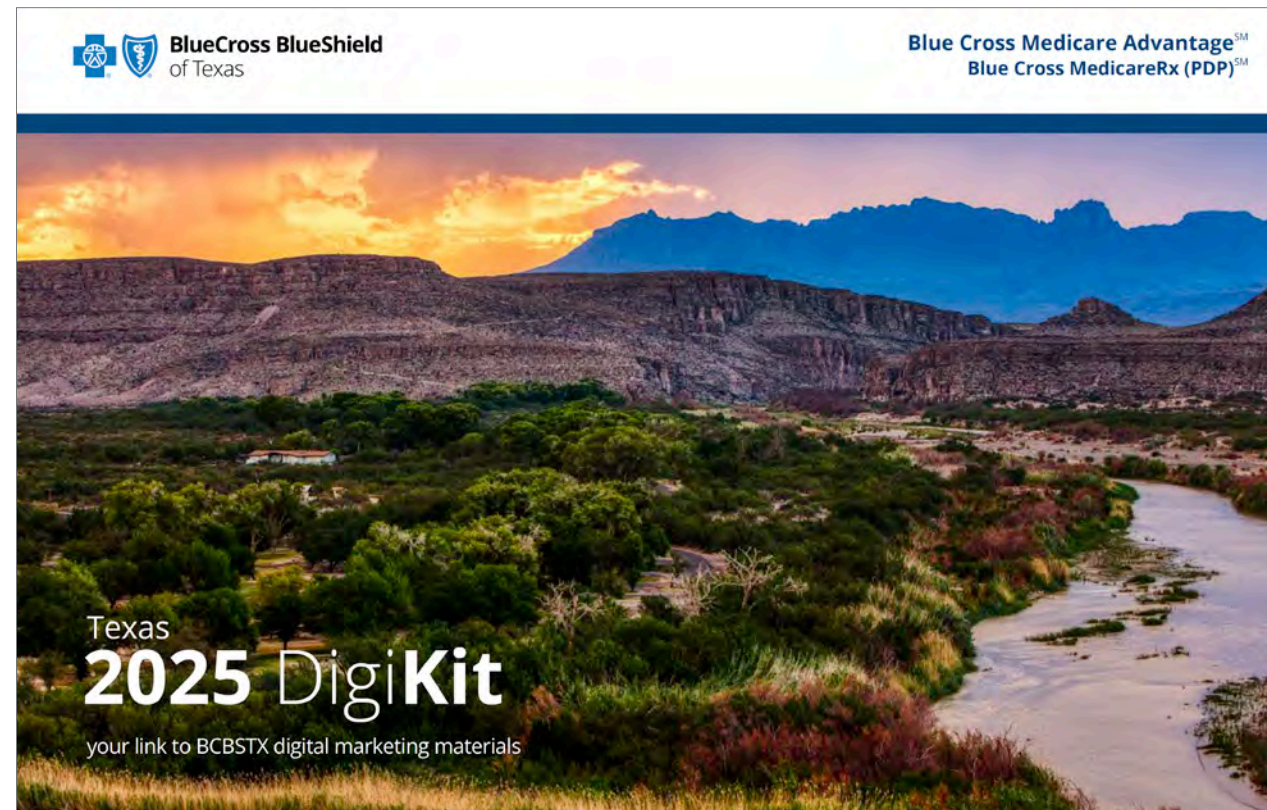 BlueCross BlueShield
of Texas
Blue Cross Medicare Advantage℠
Blue Cross MedicareRx (PDP)℠
Texas
2025 DigiKit
your link to BCBSTX digital marketing materials